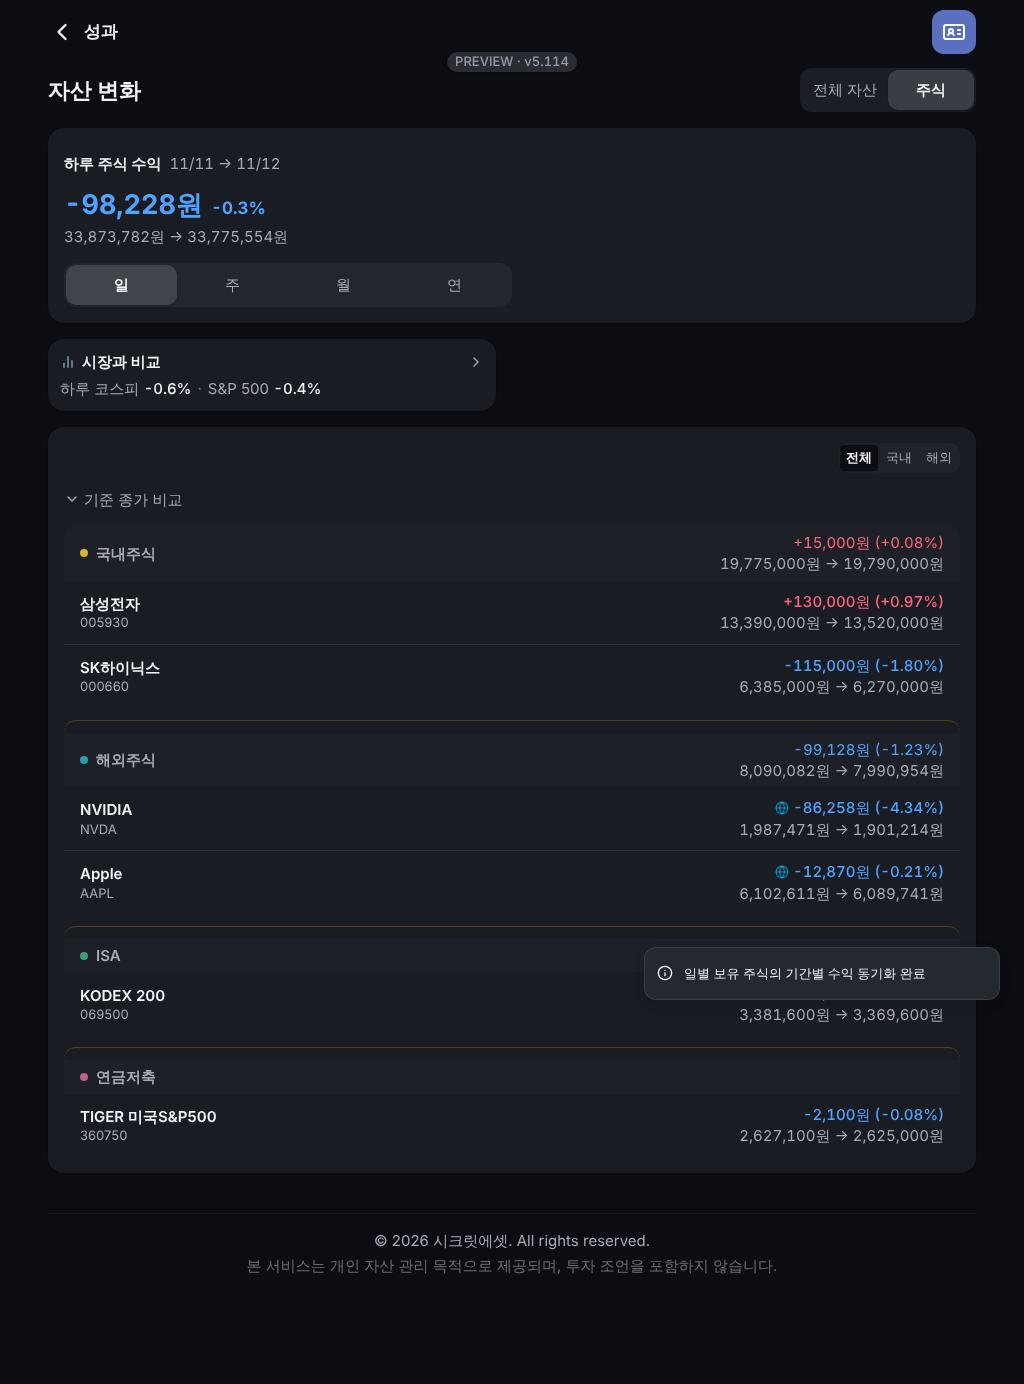 성과
PREVIEW · v5.114
자산 변화
전체 자산 주식
하루 주식 수익 11/11 → 11/12
-98,228원 -0.3%
33,873,782원 → 33,775,554원
일 주 월 연
시장과 비교
하루 코스피 -0.6% · S&P 500 -0.4%
전체 국내 해외
기준 종가 비교
국내주식
+15,000원 (+0.08%)
19,775,000원 → 19,790,000원
삼성전자
005930
+130,000원 (+0.97%)
13,390,000원 → 13,520,000원
SK하이닉스
000660
-115,000원 (-1.80%)
6,385,000원 → 6,270,000원
해외주식
-99,128원 (-1.23%)
8,090,082원 → 7,990,954원
NVIDIA
NVDA
-86,258원 (-4.34%)
1,987,471원 → 1,901,214원
Apple
AAPL
-12,870원 (-0.21%)
6,102,611원 → 6,089,741원
ISA
일별 보유 주식의 기간별 수익 동기화 완료
KODEX 200
069500
3,381,600원 → 3,369,600원
연금저축
TIGER 미국S&P500
360750
-2,100원 (-0.08%)
2,627,100원 → 2,625,000원
© 2026 시크릿에셋. All rights reserved.
본 서비스는 개인 자산 관리 목적으로 제공되며, 투자 조언을 포함하지 않습니다.